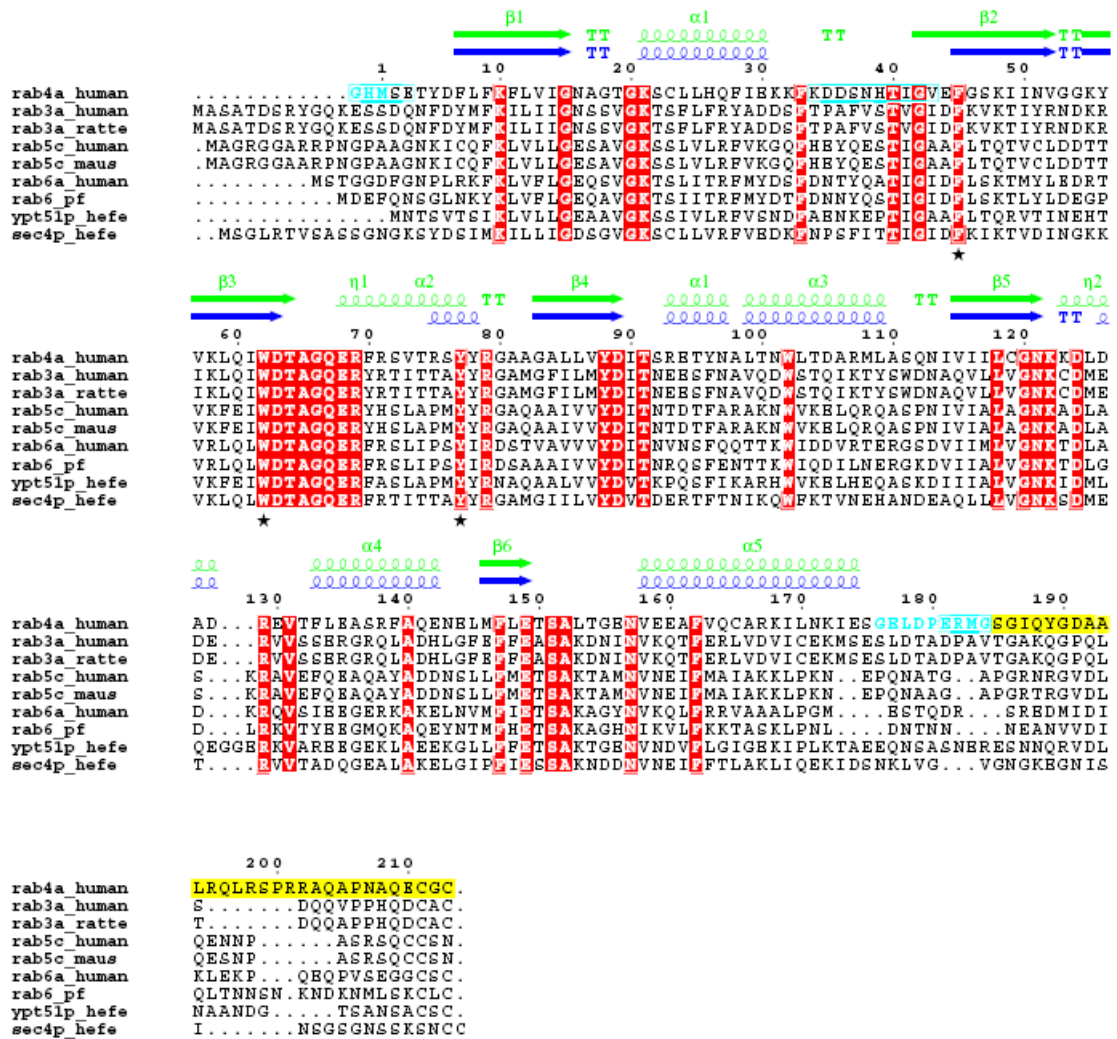 β1 TT α1 TT β2 TT
TT TT
1 10 20 30 40 50
rab4a_human ............GHMSETYDFLFKFLVIGNAGTGKSCLLHQFIEKKFKDDSNHTIGVEFGSKIINVGGKY
rab3a_human MASATDSRYGQKESSDQNFDYMFKILIIGNSSVGKTSFLFRYADDSFTPAFVSTVGIDFKVKTIYRNDKR
rab3a_ratte MASATDSRYGQKESSDQNFDYMFKILIIGNSSVGKTSFLFRYADDSFTPAFVSTVGIDFKVKTIYRNDKR
rab5c_human .MAGRGGARRPNGPAAGNKICQFKLVLLGESAVGKSSLVLRFVKGQFHEYQESTIGAAFLTQTVCLDDTT
rab5c_maus .MAGRGGAARPNGPAAGNKICQFKLVLLGESAVGKSSLVLRFVKGQFHEYQESTIGAAFLTQTVCLDDTT
rab6a_human .........MSTGGDFGNPLRKFKLVFLGEQSVGKTSLITRFMYDSFDNTYQATIGIDFLSKTMYLEDRT
rab6_pf ...........MDEFQNSGLNKYKLVFLGEQAVGKTSIITRFMYDTFDNNYQSTIGIDFLSKTLYLDEGP
ypt51p_hefe ...............MNTSVTSIKLVLLGEAAVGKSSIVLRFVSNDFAENKEPTIGAAFLTQRVTINEHT
sec4p_hefe ..MSGLRTVSASSGNGKSYDSIMKILLIGDSGVGKSCLLVRFVEDKFNPSFITTIGIDFKIKTVDINGKK
★
β3 η1 α2 TT β4 α1 α3 TT β5 η2
TT
60 70 80 90 100 110 120
rab4a_human VKLQIWDTAGQERFRSVTRSYYRGAAGALLVYDITSRETYNALTNWLTDARMLASQNIVIILCGNKKDLD
rab3a_human IKLQIWDTAGQERYRTITTAYYRGAMGFILMYDITNEESFNAVQDWSTQIKTYSWDNAQVLLVGNKCDME
rab3a_ratte IKLQIWDTAGQERYRTITTAYYRGAMGFILMYDITNEESFNAVQDWSTQIKTYSWDNAQVLLVGNKCDME
rab5c_human VKFEIWDTAGQERYHSLAPMYYRGAQAAIVVYDITNTDTFARAKNWVKELQRQASPNIVIALAGNKADLA
rab5c_maus VKFEIWDTAGQERYHSLAPMYYRGAQAAIVVYDITNTDTFARAKNWVKELQRQASPNIVIALAGNKADLA
rab6a_human VRLQLWDTAGQERFRSLIPSYIRDSTVAVVVYDITNVNSFQQTTKWIDDVRTERGSDVIIMLVGNKTDLA
rab6_pf VRLQLWDTAGQERFRSLIPSYIRDSAAAIVVYDITNRQSFENTTKWIQDILNERGKDVIIALVGNKTDLG
ypt51p_hefe VKFEIWDTAGQERFASLAPMYYRNAQAALVVYDVTKPQSFIKARHWVKELHEQASKDIIIALVGNKIDML
sec4p_hefe VKLQLWDTAGQERFRTITTAYYRGAMGIILVYDVTDERTFTNIKQWFKTVNEHANDEAQLLLVGNKSDME
★ ★
α4 β6 α5
130 140 150 160 170 180 190
rab4a_human AD...REVTFLEASRFAQENELMFLETSALTGENVEEAFVQCARKILNKIESGELDPERMGSGIQYGDAA
rab3a_human DE...RVVSSERGRQLADHLGFEFFEASAKDNINVKQTFERLVDVICEKMSESLDTADPAVTGAKQGPQL
rab3a_ratte DE...RVVSSERGRQLADHLGFEFFEASAKDNINVKQTFERLVDVICEKMSESLDTADPAVTGAKQGPQL
rab5c_human S...KRAVEFQEAQAYADDNSLLFMETSAKTAMNVNEIFMAIAKKLPKN..EPQNATG..APGRNRGVDL
rab5c_maus S...KRAVEFQEAQAYADDNSLLFMETSAKTAMNVNEIFMAIAKKLPKN..EPQNAAG..APGRTRGVDL
rab6a_human D...KRQVSIEEGERKAKELNVMFIETSAKAGYNVKQLFRRVAAALPGM....ESTQDR..SREDMIDI
rab6_pf D...LRKVTYEEGMQKAQEYNTMFHETSAKAGHNIKVLFKKTASKLPNL...DNTNN...NEANVVDI
ypt51p_hefe QEGGERKVAREEGEKLAEEKGLLFFETSAKTGENVNDVFLGIGEKIPLKTAEEQNSASNERESNNQRVDL
sec4p_hefe T....RVVTADQGEALAKELGIPFIESSAKNDDNVNEIFFTLAKLIQEKIDSNKLVG...VGNGKEGNIS
200 210
rab4a_human LRQLRSPRRAQAPNAQECGC.
rab3a_human S.......DQQVPPHQDCAC.
rab3a_ratte T.......DQQAPPHQDCAC.
rab5c_human QENNP......ASRSQCCSN.
rab5c_maus QESNP......ASRSQCCSN.
rab6a_human KLEKP...QEQPVSEGGCSC.
rab6_pf QLTNNSN.KNDKNMLSKCLC.
ypt51p_hefe NAANDG......TSANSACSC.
sec4p_hefe I.......NSGSGNSSKSNCC